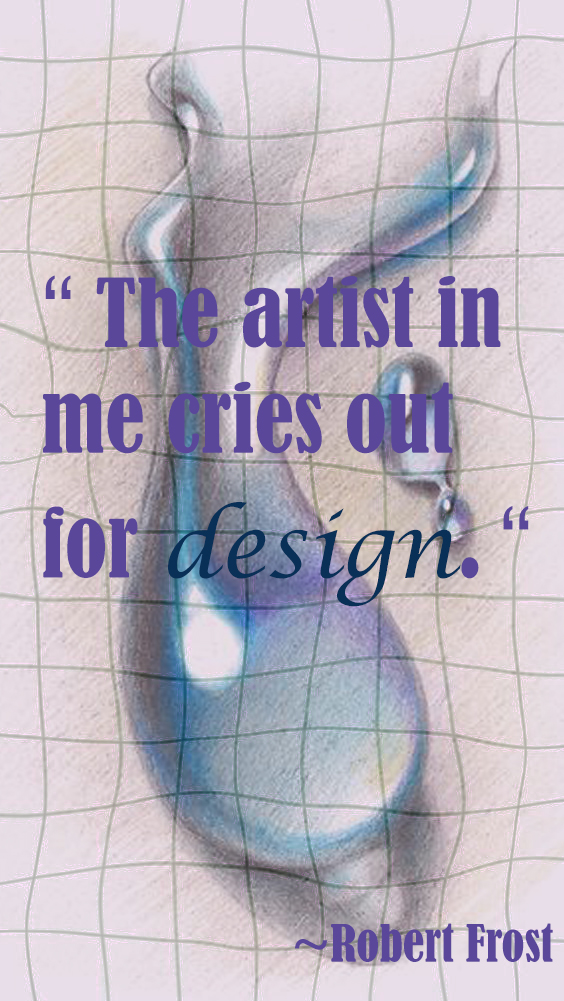 “ The artist in
me cries out
for design. “
~Robert Frost